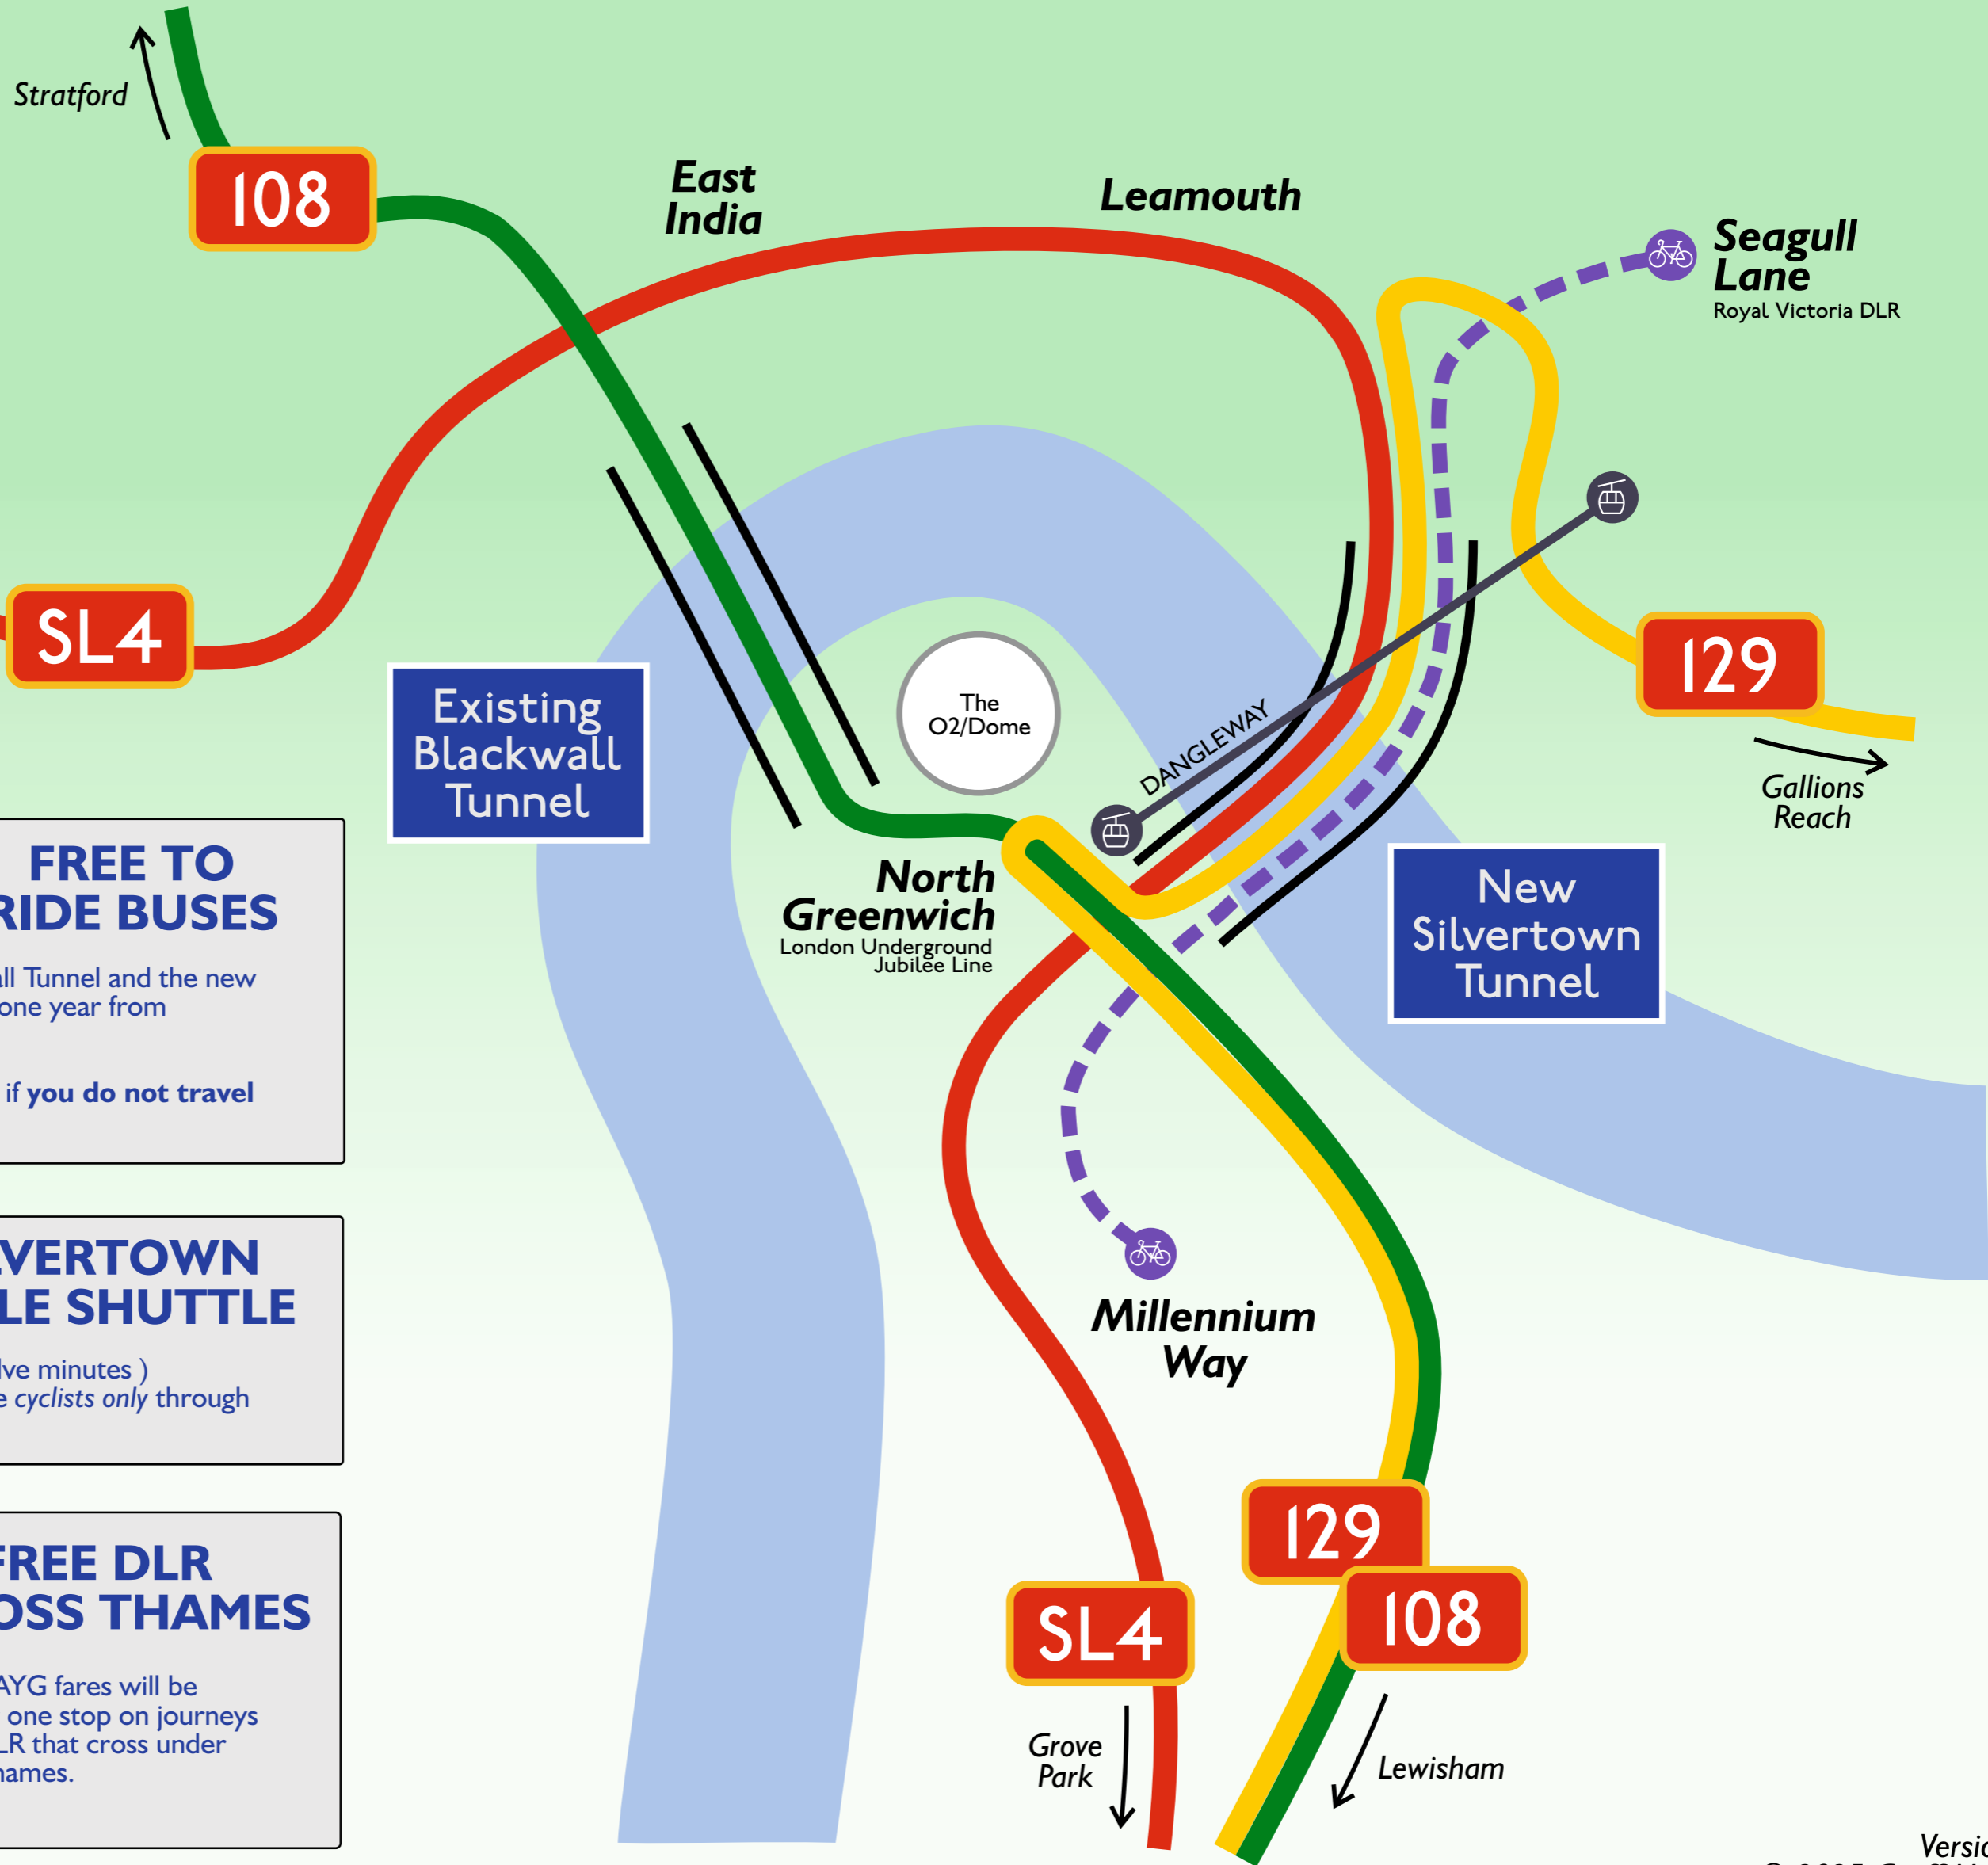 Stratford
108
East
India
Leamouth
Seagull
Lane
Royal Victoria DLR
SL4
Existing
Blackwall
Tunnel
The
O2/Dome
DANGLEWAY
129
Gallions
Reach
North
Greenwich
London Underground
Jubilee Line
New
Silvertown
Tunnel
FREE TO
RIDE BUSES
all Tunnel and the new
one year from
if you do not travel
LVERTOWN
LE SHUTTLE
lve minutes )
e cyclists only through
FREE DLR
OSS THAMES
AYG fares will be
one stop on journeys
LR that cross under
hames.
Millennium
Way
129
108
SL4
Grove
Park
Lewisham
Versio